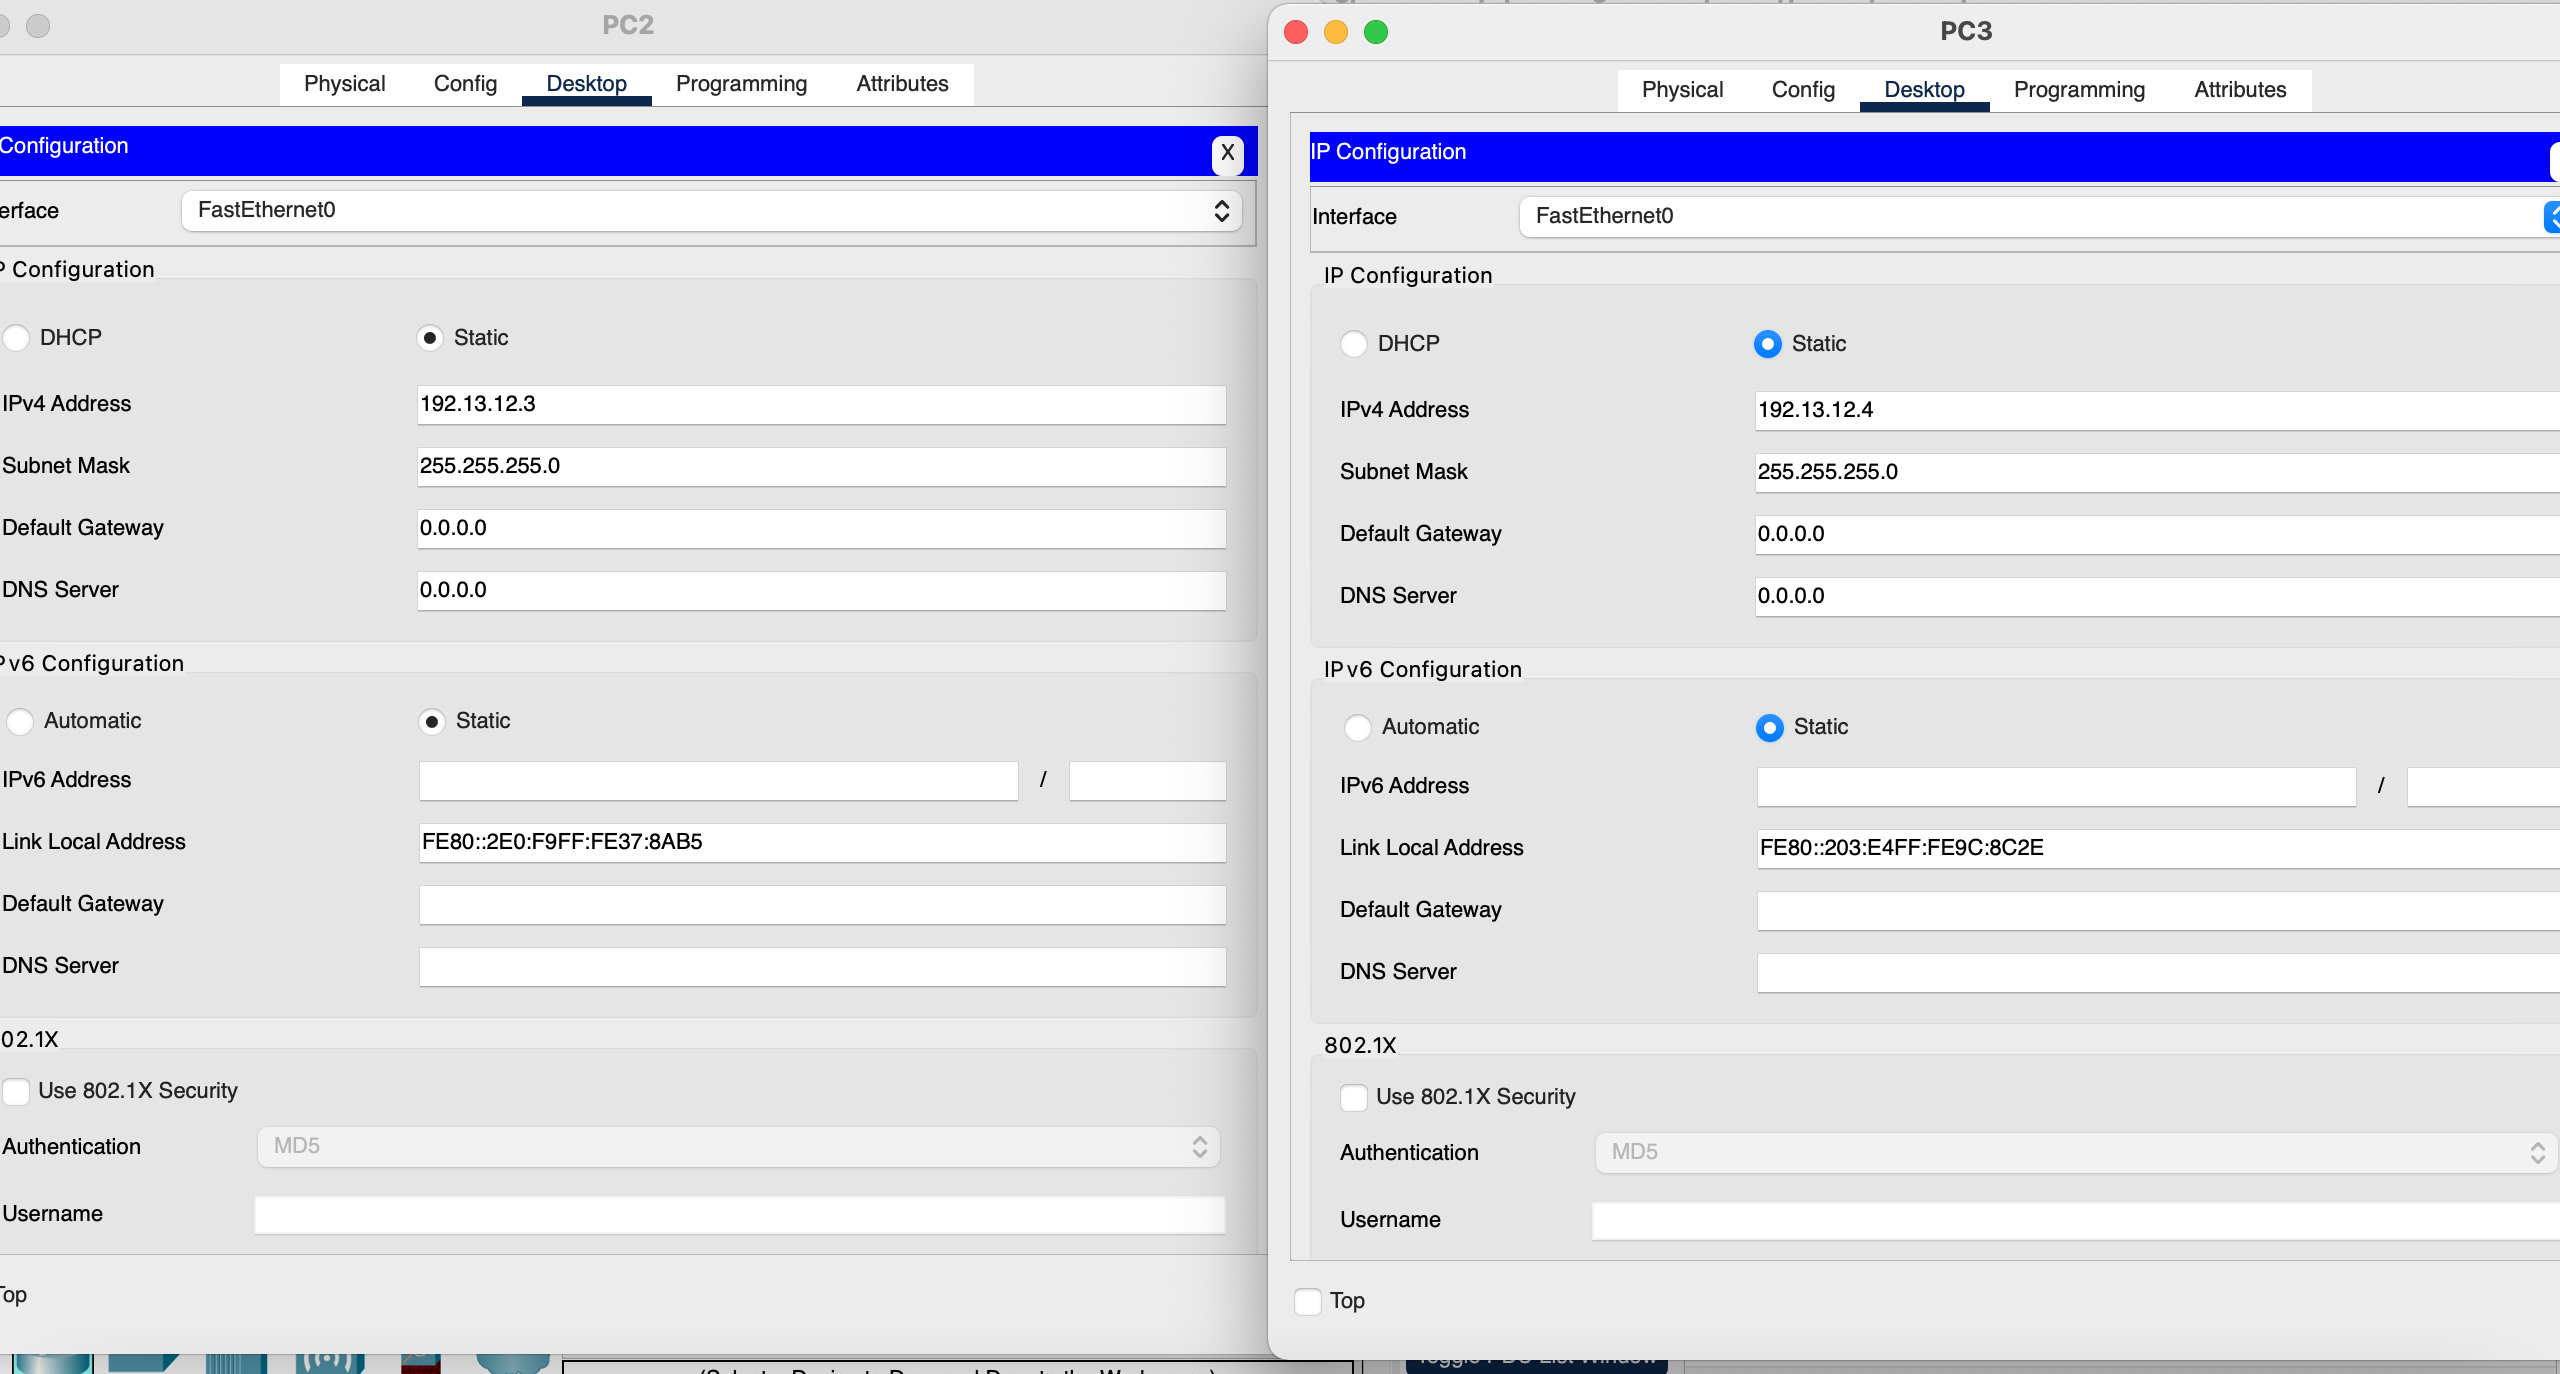 PC2
Physical Config Desktop Programming Attributes
Configuration
X
erface FastEthernet0
P Configuration
DHCP Static
IPv4 Address 192.13.12.3
Subnet Mask 255.255.255.0
Default Gateway 0.0.0.0
DNS Server 0.0.0.0
Pv6 Configuration
Automatic Static
IPv6 Address /
Link Local Address FE80::2E0:F9FF:FE37:8AB5
Default Gateway
DNS Server
02.1X
Use 802.1X Security
Authentication MD5
Username
Top
PC3
Physical Config Desktop Programming Attributes
IP Configuration
Interface FastEthernet0
IP Configuration
DHCP Static
IPv4 Address 192.13.12.4
Subnet Mask 255.255.255.0
Default Gateway 0.0.0.0
DNS Server 0.0.0.0
IPv6 Configuration
Automatic Static
IPv6 Address /
Link Local Address FE80::203:E4FF:FE9C:8C2E
Default Gateway
DNS Server
802.1X
Use 802.1X Security
Authentication MD5
Username
Top